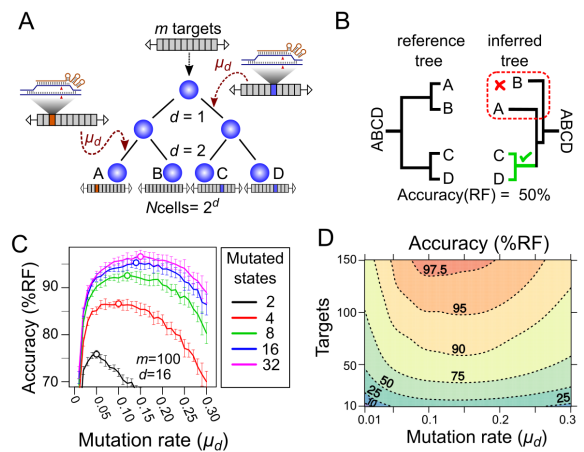 A
m targets
μd
μd
d = 1
d = 2
A
B
C
D
Ncells= 2^d
B
reference
tree
inferred
tree
ABCD
A
B
C
D
B
A
C
D
ABCD
Accuracy(RF) = 50%
C
Accuracy (%RF)
90
80
70
m=100
d=16
0
0.05
0.10
0.15
0.20
0.25
0.30
Mutation rate (μd)
Mutated
states
2
4
8
16
32
D
Accuracy (%RF)
Targets
150
100
50
10
97.5
95
90
75
50
25
10
25
0.01
0.1
0.2
0.3
Mutation rate (μd)